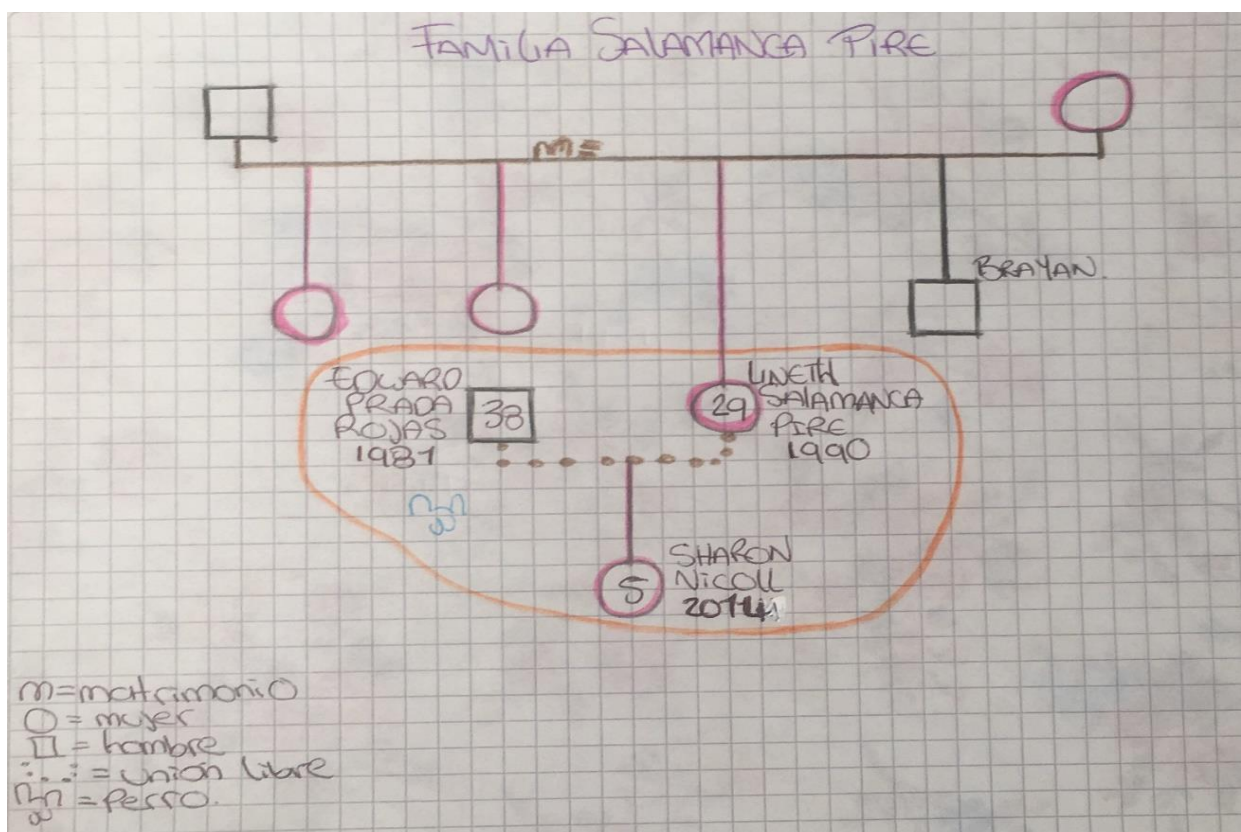 FAMILIA SALAMANCA PIRE
m=
BRAYAN.
EDWARD
PRADA
ROJAS
1981
38
29
LINETH
SALAMANCA
PIRE
1990
5
SHARON
NICOLL
2014
m=matrimonio
= mujer
= hombre
= unión libre
= Perro.